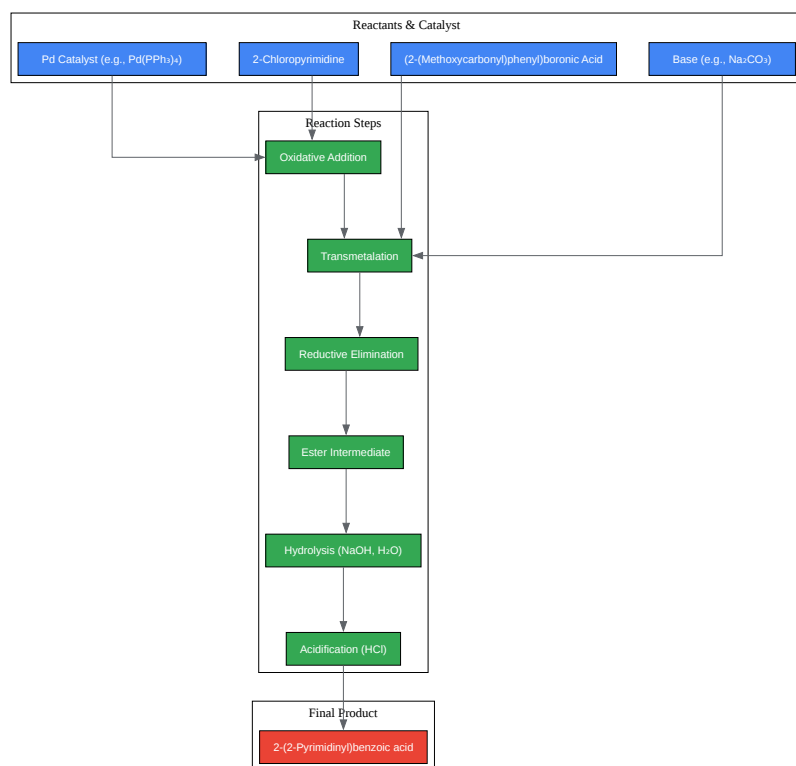 Reactants & Catalyst
Pd Catalyst (e.g., Pd(PPh₃)₄)
2-Chloropyrimidine
(2-(Methoxycarbonyl)phenyl)boronic Acid
Base (e.g., Na₂CO₃)
Reaction Steps
Oxidative Addition
Transmetalation
Reductive Elimination
Ester Intermediate
Hydrolysis (NaOH, H₂O)
Acidification (HCl)
Final Product
2-(2-Pyrimidinyl)benzoic acid